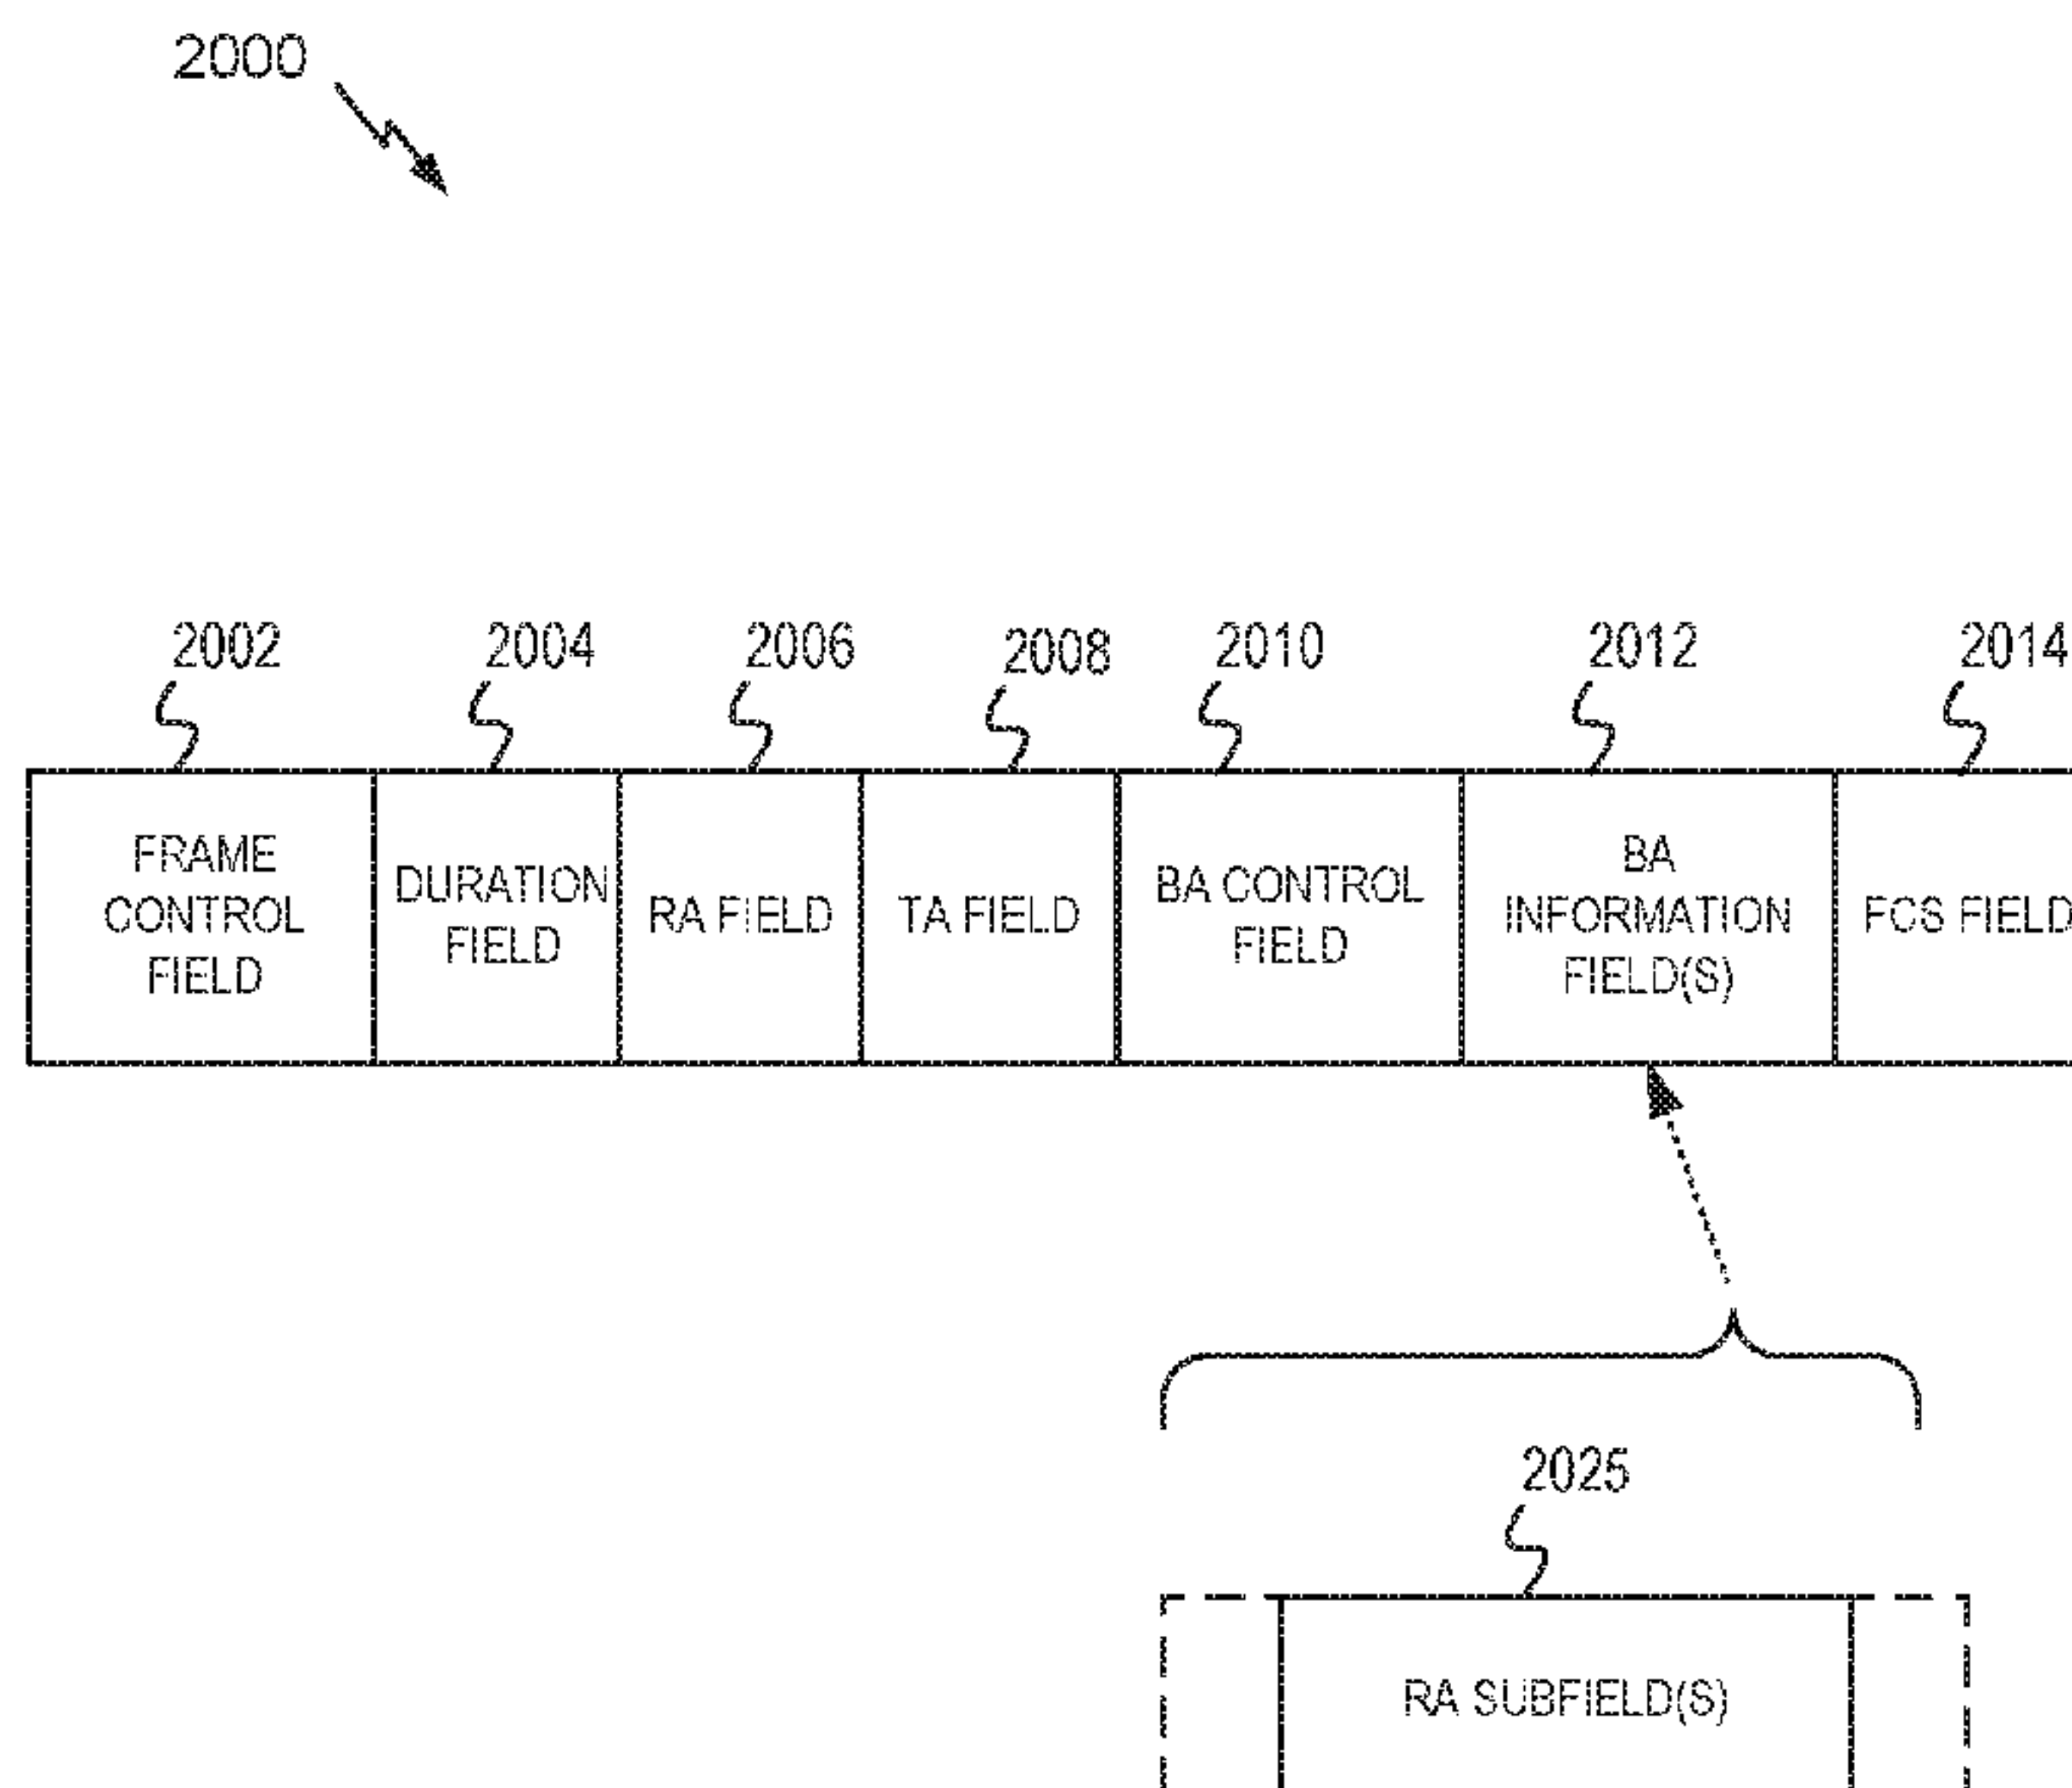 2000
2002 2004 2006 2008 2010 2012 2014
FRAME
CONTROL
FIELD
DURATION
FIELD
RA FIELD
TA FIELD
BA CONTROL
FIELD
BA
INFORMATION
FIELD(S)
FCS FIELD
2025
RA SUBFIELD(S)